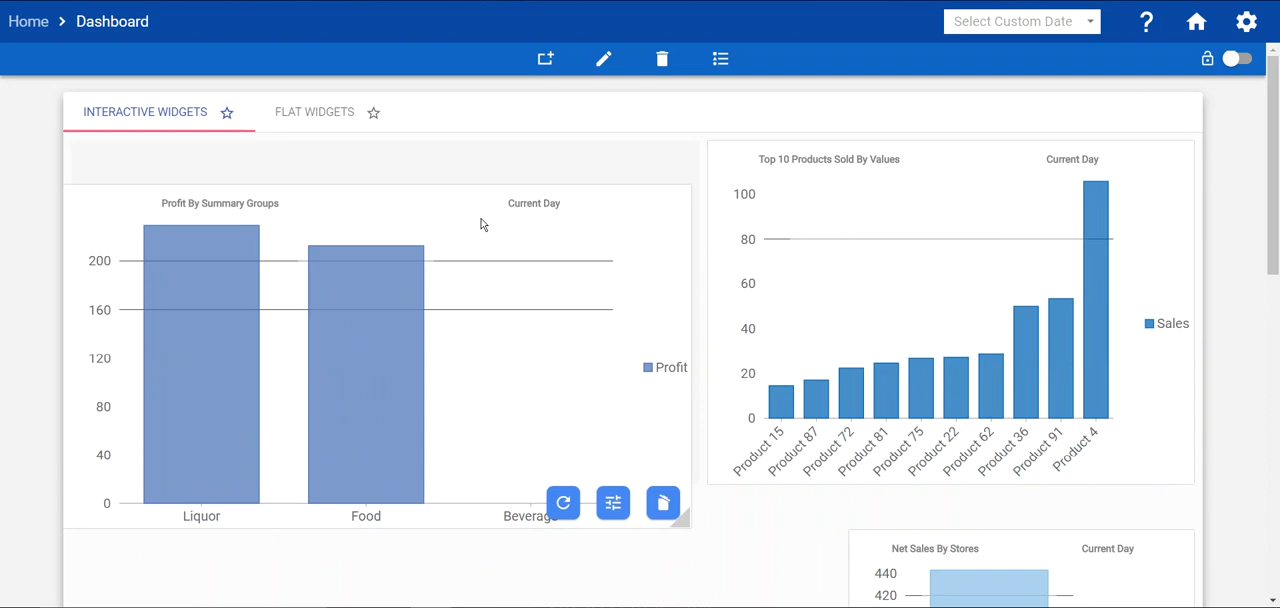 Home > Dashboard
Select Custom Date
?
INTERACTIVE WIDGETS
FLAT WIDGETS
Profit By Summary Groups
Current Day
200
160
120
80
40
0
Liquor
Food
Beverag
Profit
Top 10 Products Sold By Values
Current Day
100
80
60
40
20
0
Product 15
Product 87
Product 72
Product 81
Product 75
Product 22
Product 62
Product 36
Product 91
Product 4
Sales
Net Sales By Stores
Current Day
440
420